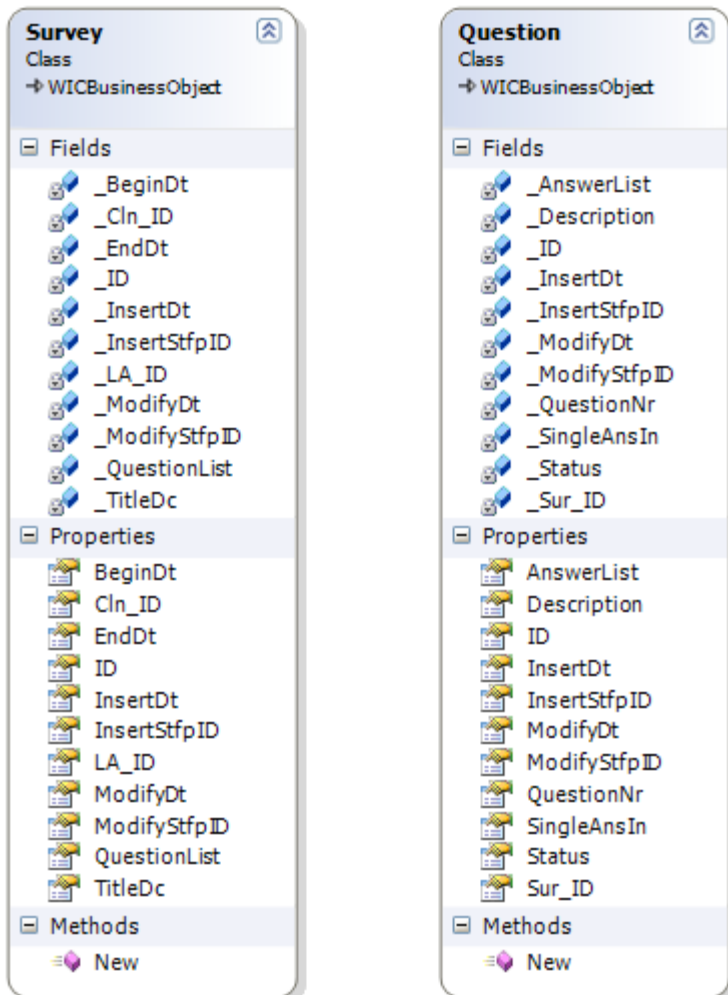 Survey
Class
WICBusinessObject
Fields
_BeginDt
_Cln_ID
_EndDt
_ID
_InsertDt
_InsertStfpID
_LA_ID
_ModifyDt
_ModifyStfpID
_QuestionList
_TitleDc
Properties
BeginDt
Cln_ID
EndDt
ID
InsertDt
InsertStfpID
LA_ID
ModifyDt
ModifyStfpID
QuestionList
TitleDc
Methods
New
Question
Class
WICBusinessObject
Fields
_AnswerList
_Description
_ID
_InsertDt
_InsertStfpID
_ModifyDt
_ModifyStfpID
_QuestionNr
_SingleAnsIn
_Status
_Sur_ID
Properties
AnswerList
Description
ID
InsertDt
InsertStfpID
ModifyDt
ModifyStfpID
QuestionNr
SingleAnsIn
Status
Sur_ID
Methods
New